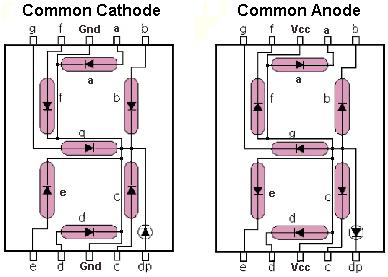 Common Cathode
Common Anode
g f Gnd a b
g f Vcc a b
a
f b
g
e c
d
e d Gnd c dp
a
f b
g
e c
d
e d Vcc c dp